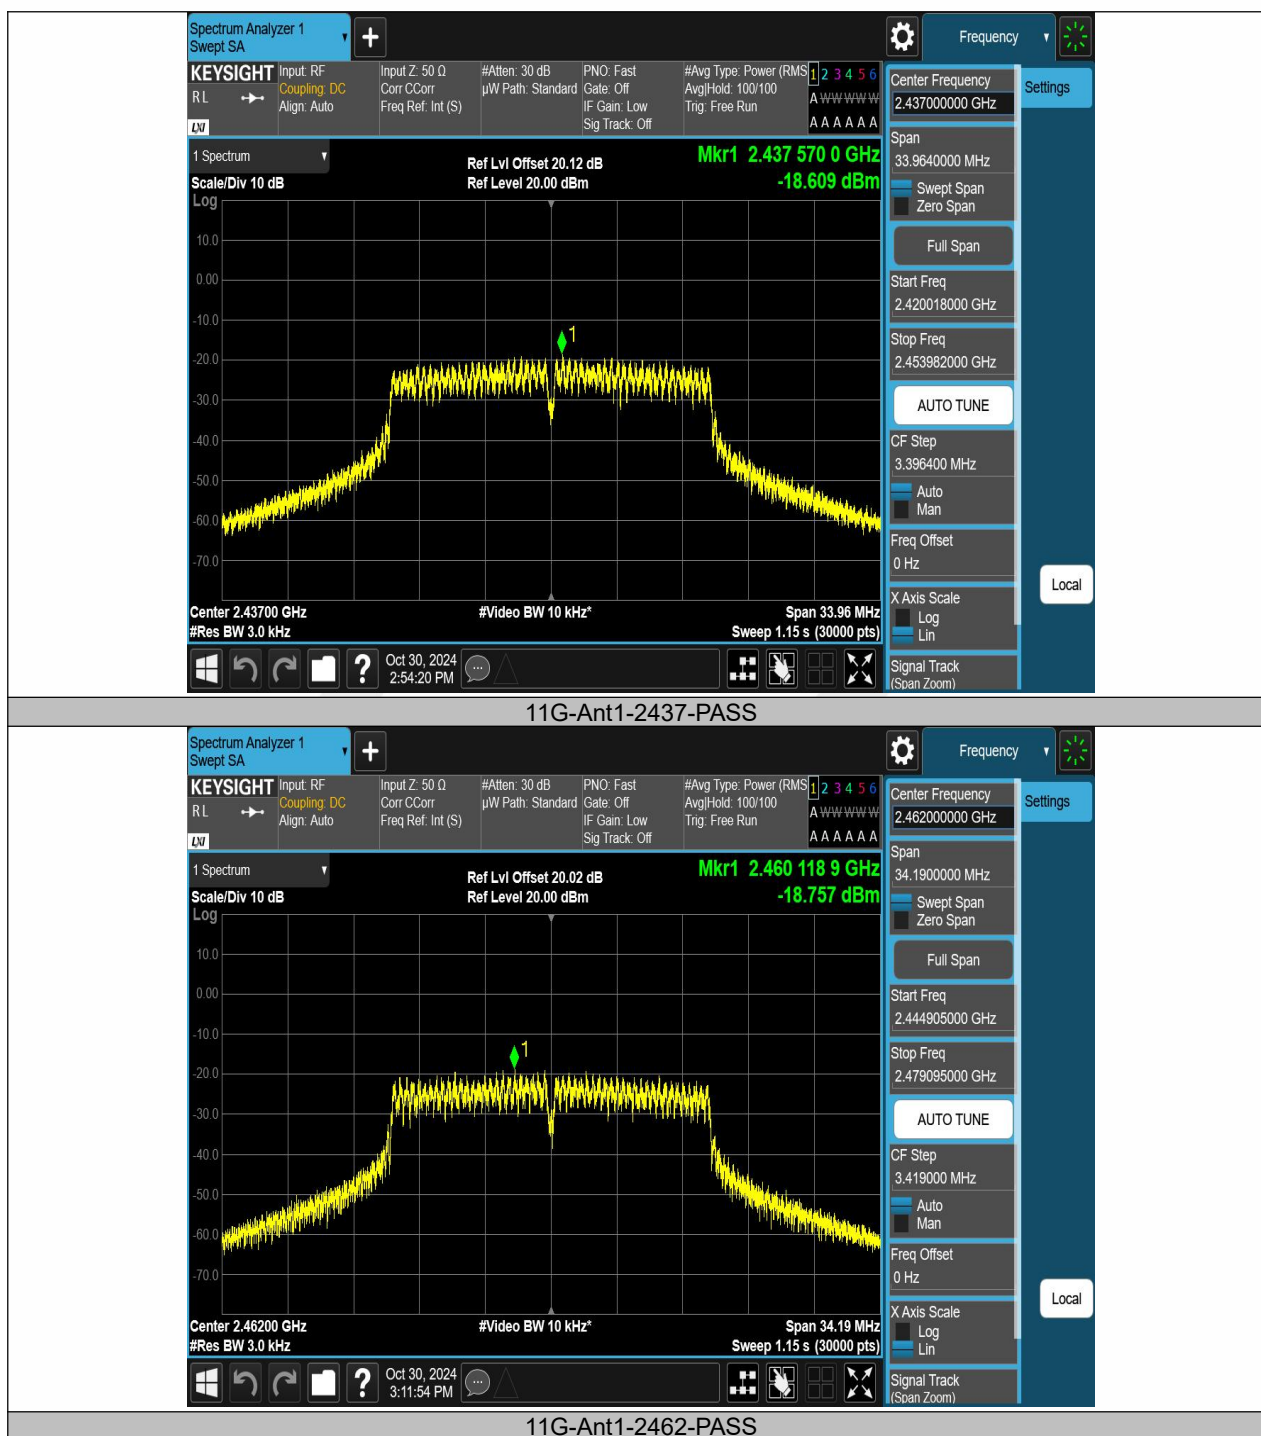 Spectrum Analyzer 1
Swept SA
Frequency
KEYSIGHT
R L
LXI
Input: RF
Coupling: DC
Align: Auto
Input Z: 50 Ω
Corr CCorr
Freq Ref: Int (S)
#Atten: 30 dB
µW Path: Standard
PNO: Fast
Gate: Off
IF Gain: Low
Sig Track: Off
#Avg Type: Power (RMS
Avg|Hold: 100/100
Trig: Free Run
1 2 3 4 5 6
A W W W W W
A A A A A A
1 Spectrum
Scale/Div 10 dB
Log
Ref Lvl Offset 20.12 dB
Ref Level 20.00 dBm
Mkr1 2.437 570 0 GHz
-18.609 dBm
10.0
0.00
-10.0
-20.0
-30.0
-40.0
-50.0
-60.0
-70.0
1
Center 2.43700 GHz
#Res BW 3.0 kHz
#Video BW 10 kHz*
Span 33.96 MHz
Sweep 1.15 s (30000 pts)
Oct 30, 2024
2:54:20 PM
Center Frequency
2.437000000 GHz
Span
33.9640000 MHz
Swept Span
Zero Span
Full Span
Start Freq
2.420018000 GHz
Stop Freq
2.453982000 GHz
AUTO TUNE
CF Step
3.396400 MHz
Auto
Man
Freq Offset
0 Hz
X Axis Scale
Log
Lin
Signal Track
(Span Zoom)
Settings
Local
11G-Ant1-2437-PASS
Spectrum Analyzer 1
Swept SA
Frequency
KEYSIGHT
R L
LXI
Input: RF
Coupling: DC
Align: Auto
Input Z: 50 Ω
Corr CCorr
Freq Ref: Int (S)
#Atten: 30 dB
µW Path: Standard
PNO: Fast
Gate: Off
IF Gain: Low
Sig Track: Off
#Avg Type: Power (RMS
Avg|Hold: 100/100
Trig: Free Run
1 2 3 4 5 6
A W W W W W
A A A A A A
1 Spectrum
Scale/Div 10 dB
Log
Ref Lvl Offset 20.02 dB
Ref Level 20.00 dBm
Mkr1 2.460 118 9 GHz
-18.757 dBm
10.0
0.00
-10.0
-20.0
-30.0
-40.0
-50.0
-60.0
-70.0
1
Center 2.46200 GHz
#Res BW 3.0 kHz
#Video BW 10 kHz*
Span 34.19 MHz
Sweep 1.15 s (30000 pts)
Oct 30, 2024
3:11:54 PM
Center Frequency
2.462000000 GHz
Span
34.1900000 MHz
Swept Span
Zero Span
Full Span
Start Freq
2.444905000 GHz
Stop Freq
2.479095000 GHz
AUTO TUNE
CF Step
3.419000 MHz
Auto
Man
Freq Offset
0 Hz
X Axis Scale
Log
Lin
Signal Track
(Span Zoom)
Settings
Local
11G-Ant1-2462-PASS